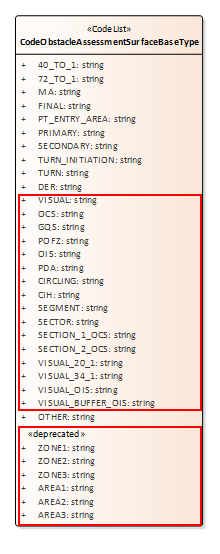 «CodeList»
CodeObstacleAssessmentSurfaceBaseType
+ 40_TO_1: string
+ 72_TO_1: string
+ MA: string
+ FINAL: string
+ PT_ENTRY_AREA: string
+ PRIMARY: string
+ SECONDARY: string
+ TURN_INITIATION: string
+ TURN: string
+ DER: string
+ VISUAL: string
+ OCS: string
+ GQS: string
+ POFZ: string
+ OIS: string
+ PDA: string
+ CIRCLING: string
+ CIH: string
+ SEGMENT: string
+ SECTOR: string
+ SECTION_1_OCS: string
+ SECTION_2_OCS: string
+ VISUAL_20_1: string
+ VISUAL_34_1: string
+ VISUAL_OIS: string
+ VISUAL_BUFFER_OIS: string
+ OTHER: string
«deprecated»
+ ZONE1: string
+ ZONE2: string
+ ZONE3: string
+ AREA1: string
+ AREA2: string
+ AREA3: string